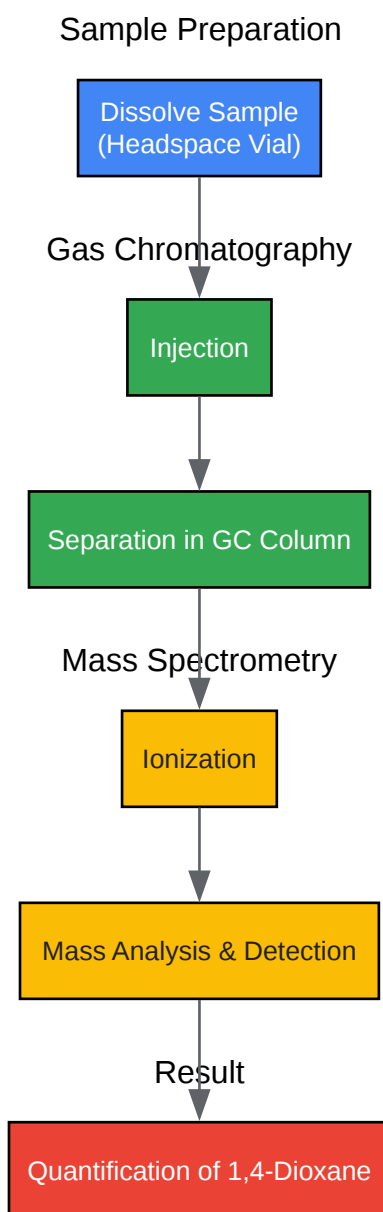 Sample Preparation
Dissolve Sample
(Headspace Vial)
Gas Chromatography
Injection
Separation in GC Column
Mass Spectrometry
Ionization
Mass Analysis & Detection
Result
Quantification of 1,4-Dioxane